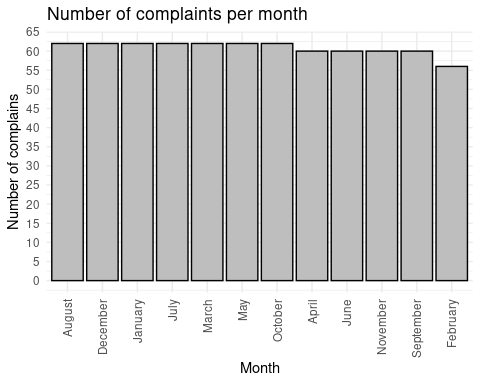 Number of complaints per month
Number of complains
65
60
55
50
45
40
35
30
25
20
15
10
5
0
August
December
January
July
March
May
October
April
June
November
September
February
Month